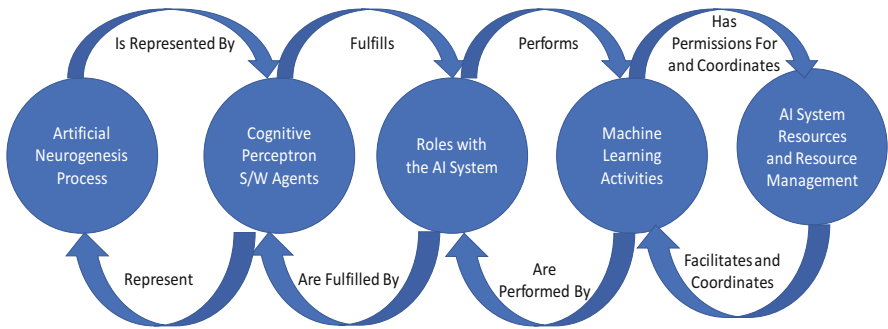 Is Represented By
Fulfills
Performs
Has
Permissions For
and Coordinates
Artificial
Neurogenesis
Process
Cognitive
Perceptron
S/W Agents
Roles with
the AI System
Machine
Learning
Activities
AI System
Resources
and Resource
Management
Represent
Are Fulfilled By
Are
Performed By
Facilitates and
Coordinates